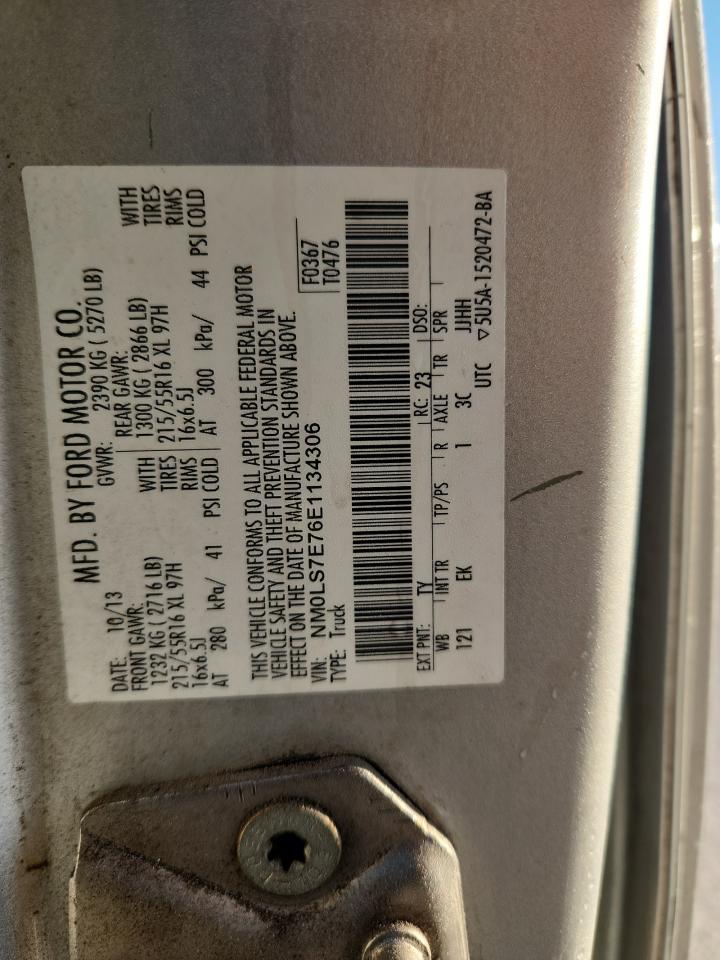 MFD. BY FORD MOTOR CO.
DATE: 10/13 GVWR: 2390 KG ( 5270 LB)
FRONT GAWR: REAR GAWR:
1232 KG ( 2716 LB) WITH 1300 KG ( 2866 LB) WITH
215/55R16 XL 97H TIRES 215/55R16 XL 97H TIRES
16x6.5J RIMS 16x6.5J RIMS
AT 280 kPa/ 41 PSI COLD AT 300 kPa/ 44 PSI COLD
THIS VEHICLE CONFORMS TO ALL APPLICABLE FEDERAL MOTOR
VEHICLE SAFETY AND THEFT PREVENTION STANDARDS IN
EFFECT ON THE DATE OF MANUFACTURE SHOWN ABOVE.
VIN: NM0LS7E76E1134306 F0367
TYPE: Truck T0476
EXT PNT: TY RC: 23 DSO:
WB INT TR TP/PS R AXLE TR SPR
121 EK 1 3C JJHH
UTC ▽5U5A-1520472-BA